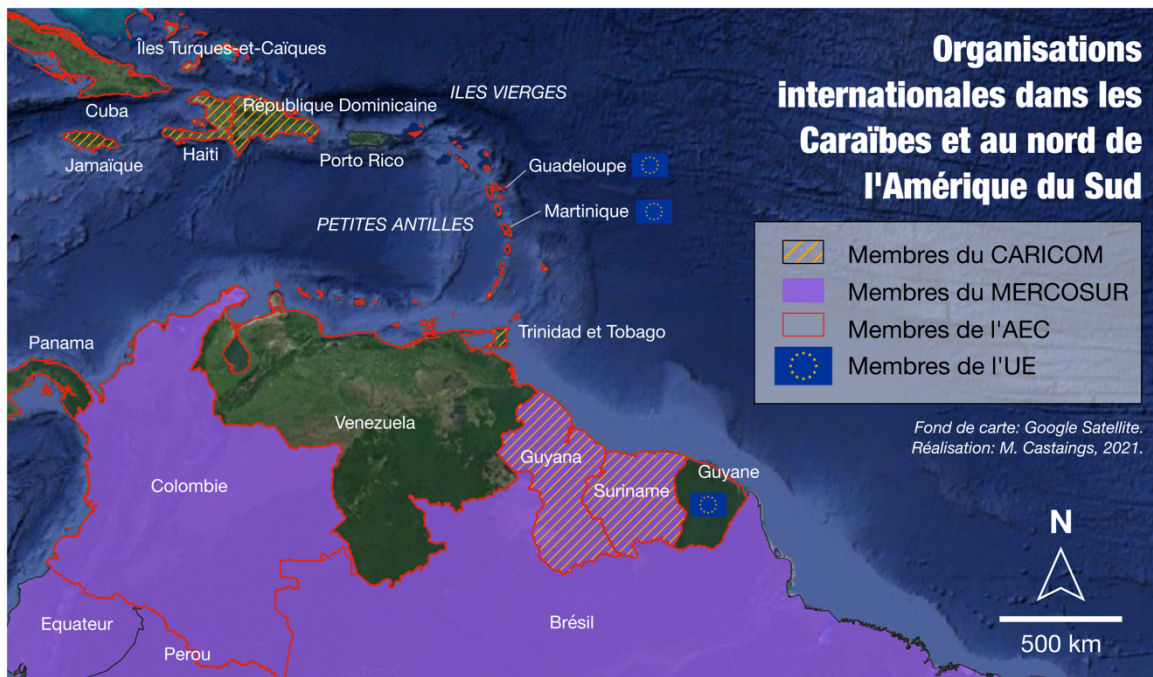 Organisations
internationales dans les
Caraïbes et au nord de
l'Amérique du Sud
Îles Turques-et-Caïques
Cuba
République Dominicaine
ILES VIERGES
Jamaïque
Haiti
Porto Rico
Guadeloupe
Martinique
PETITES ANTILLES
Membres du CARICOM
Membres du MERCOSUR
Membres de l'AEC
Membres de l'UE
Trinidad et Tobago
Panama
Fond de carte: Google Satellite.
Réalisation: M. Castaings, 2021.
Venezuela
Guyana
Guyane
Colombie
Suriname
N
Equateur
Brésil
500 km
Perou